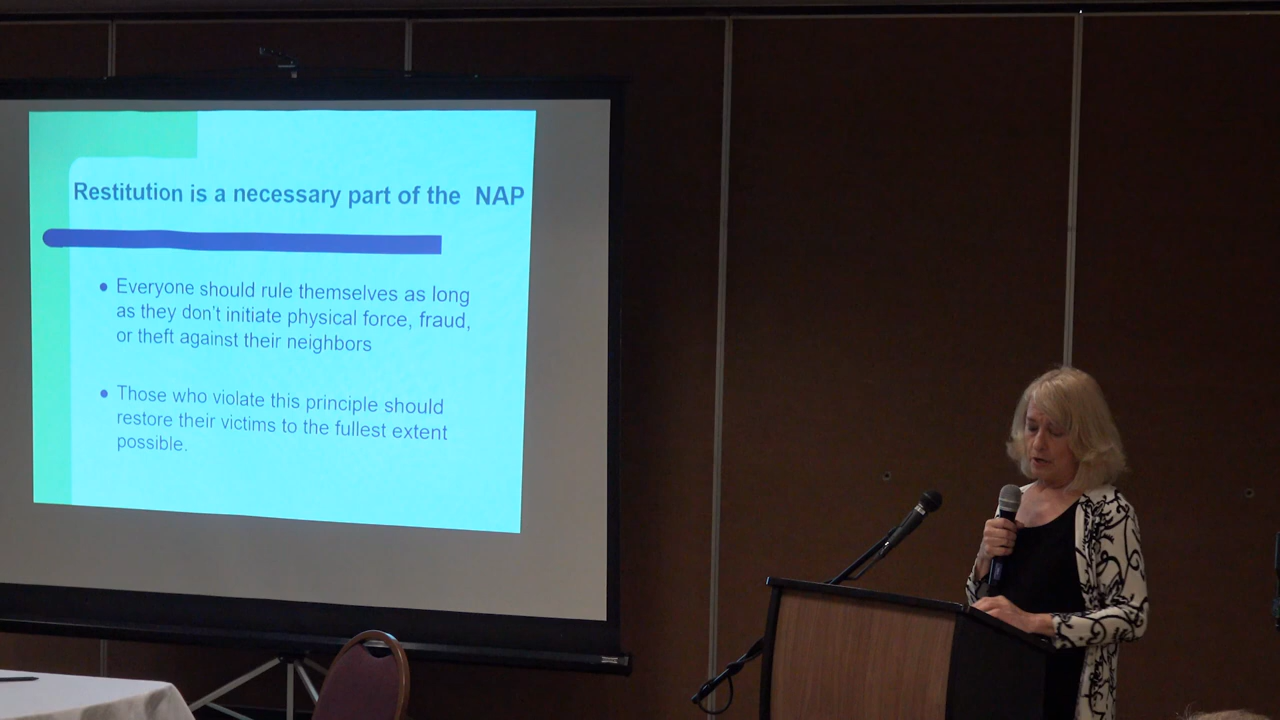 Restitution is a necessary part of the NAP
• Everyone should rule themselves as long
as they don't initiate physical force, fraud,
or theft against their neighbors
• Those who violate this principle should
restore their victims to the fullest extent
possible.